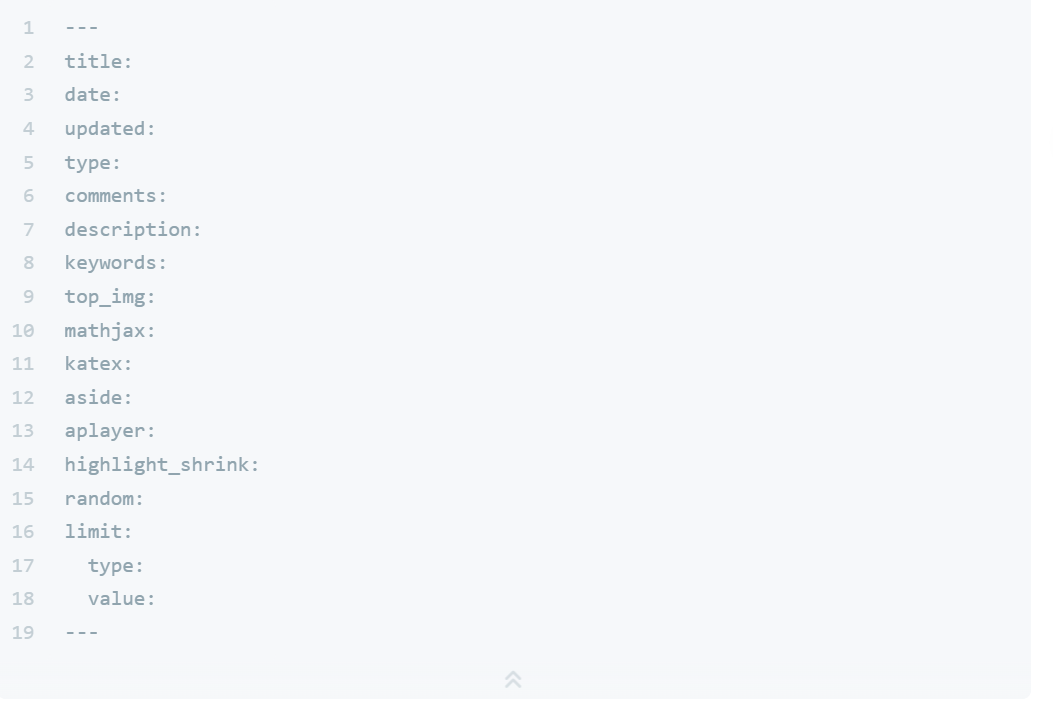 1 ---
2 title:
3 date:
4 updated:
5 type:
6 comments:
7 description:
8 keywords:
9 top_img:
10 mathjax:
11 katex:
12 aside:
13 aplayer:
14 highlight_shrink:
15 random:
16 limit:
17   type:
18   value:
19 ---